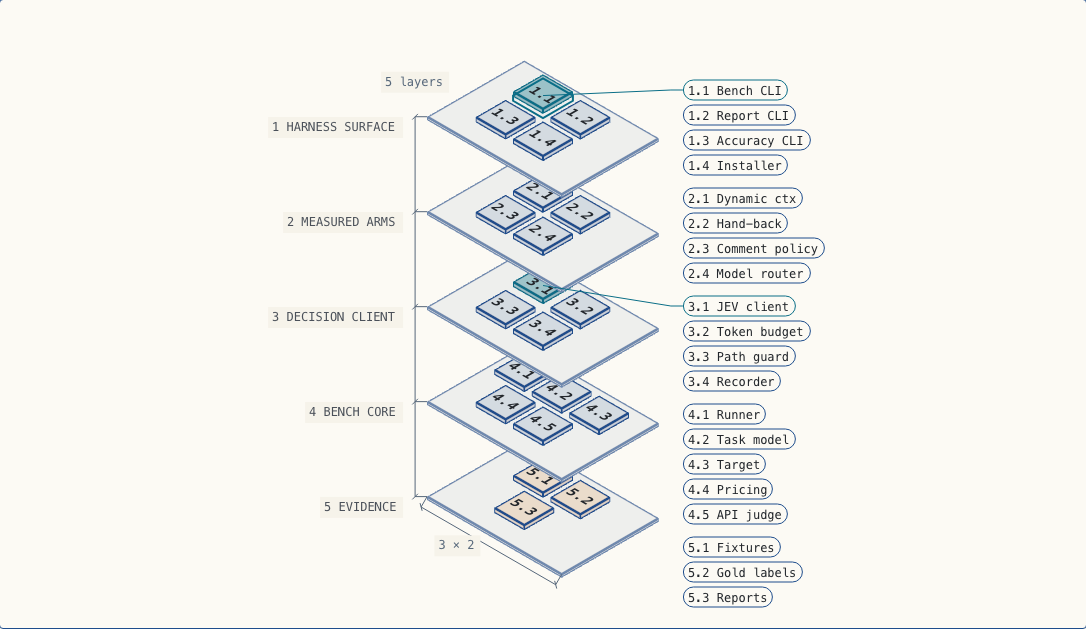 5 layers
1 HARNESS SURFACE
2 MEASURED ARMS
3 DECISION CLIENT
4 BENCH CORE
5 EVIDENCE
3 × 2
1.1
1.2
1.3
1.4
2.1
2.2
2.3
2.4
3.1
3.2
3.3
3.4
4.1
4.2
4.3
4.4
4.5
5.1
5.2
5.3
1.1 Bench CLI
1.2 Report CLI
1.3 Accuracy CLI
1.4 Installer
2.1 Dynamic ctx
2.2 Hand−back
2.3 Comment policy
2.4 Model router
3.1 JEV client
3.2 Token budget
3.3 Path guard
3.4 Recorder
4.1 Runner
4.2 Task model
4.3 Target
4.4 Pricing
4.5 API judge
5.1 Fixtures
5.2 Gold labels
5.3 Reports